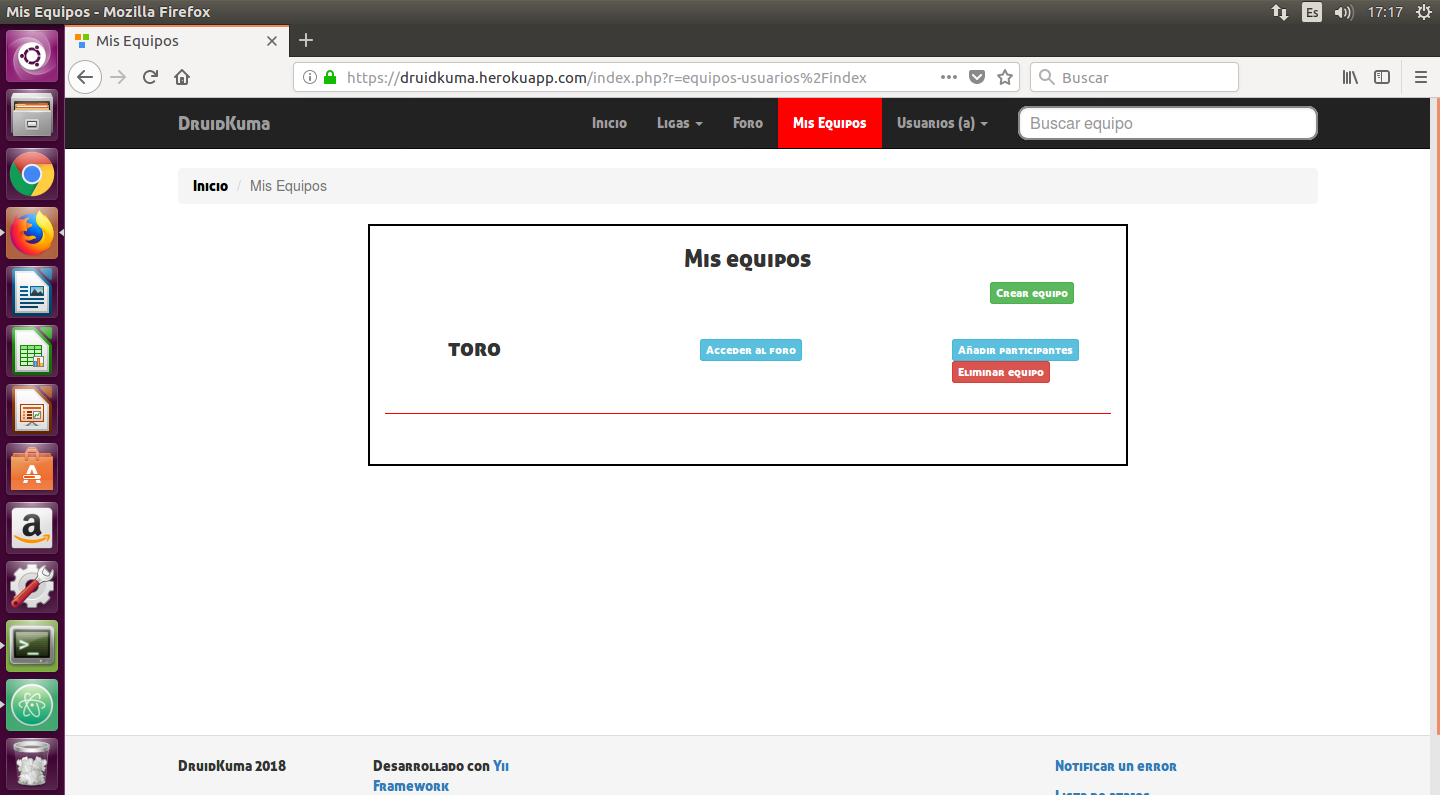 Mis Equipos - Mozilla Firefox
Es
17:17
Mis Equipos
https://druidkuma.herokuapp.com/index.php?r=equipos-usuarios%2Findex
Buscar
DruidKuma
Inicio
Ligas
Foro
Mis Equipos
Usuarios (a)
Buscar equipo
Inicio / Mis Equipos
Mis equipos
Crear equipo
TORO
Acceder al foro
Añadir participantes
Eliminar equipo
DruidKuma 2018
Desarrollado con Yii
Framework
Notificar un error